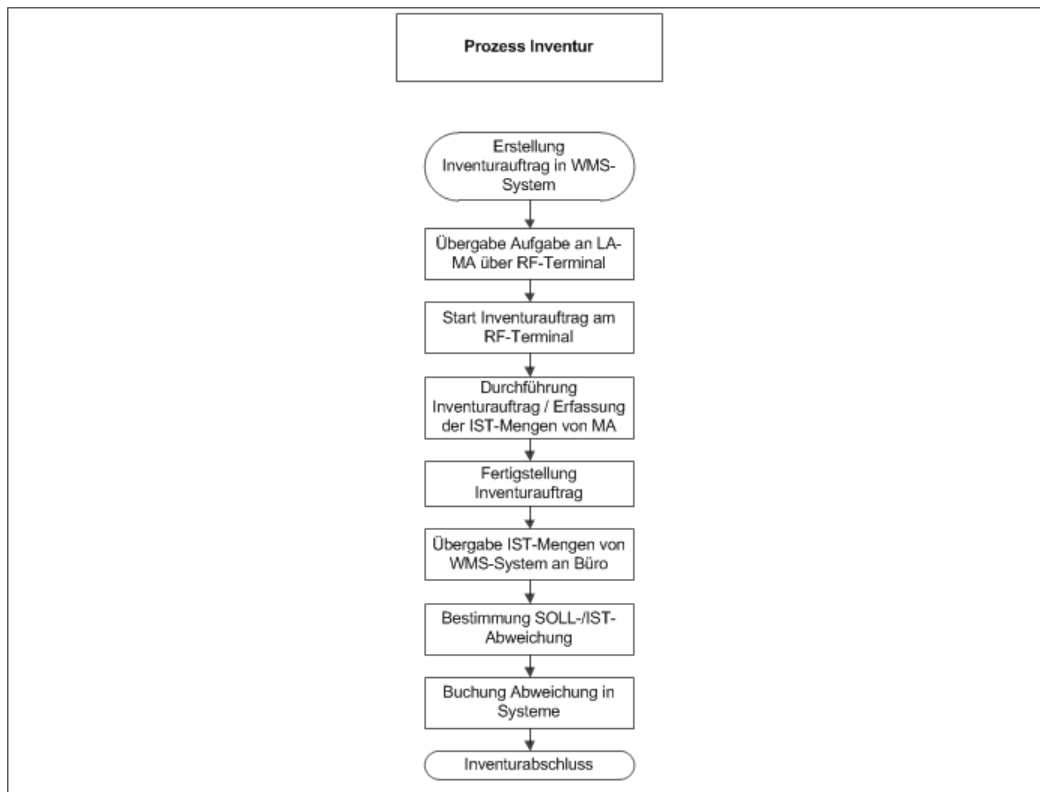 Prozess Inventur
Erstellung
Inventurauftrag in WMS-
System
Übergabe Aufgabe an LA-
MA über RF-Terminal
Start Inventurauftrag am
RF-Terminal
Durchführung
Inventurauftrag / Erfassung
der IST-Mengen von MA
Fertigstellung
Inventurauftrag
Übergabe IST-Mengen von
WMS-System an Büro
Bestimmung SOLL-/IST-
Abweichung
Buchung Abweichung in
Systeme
Inventurabschluss